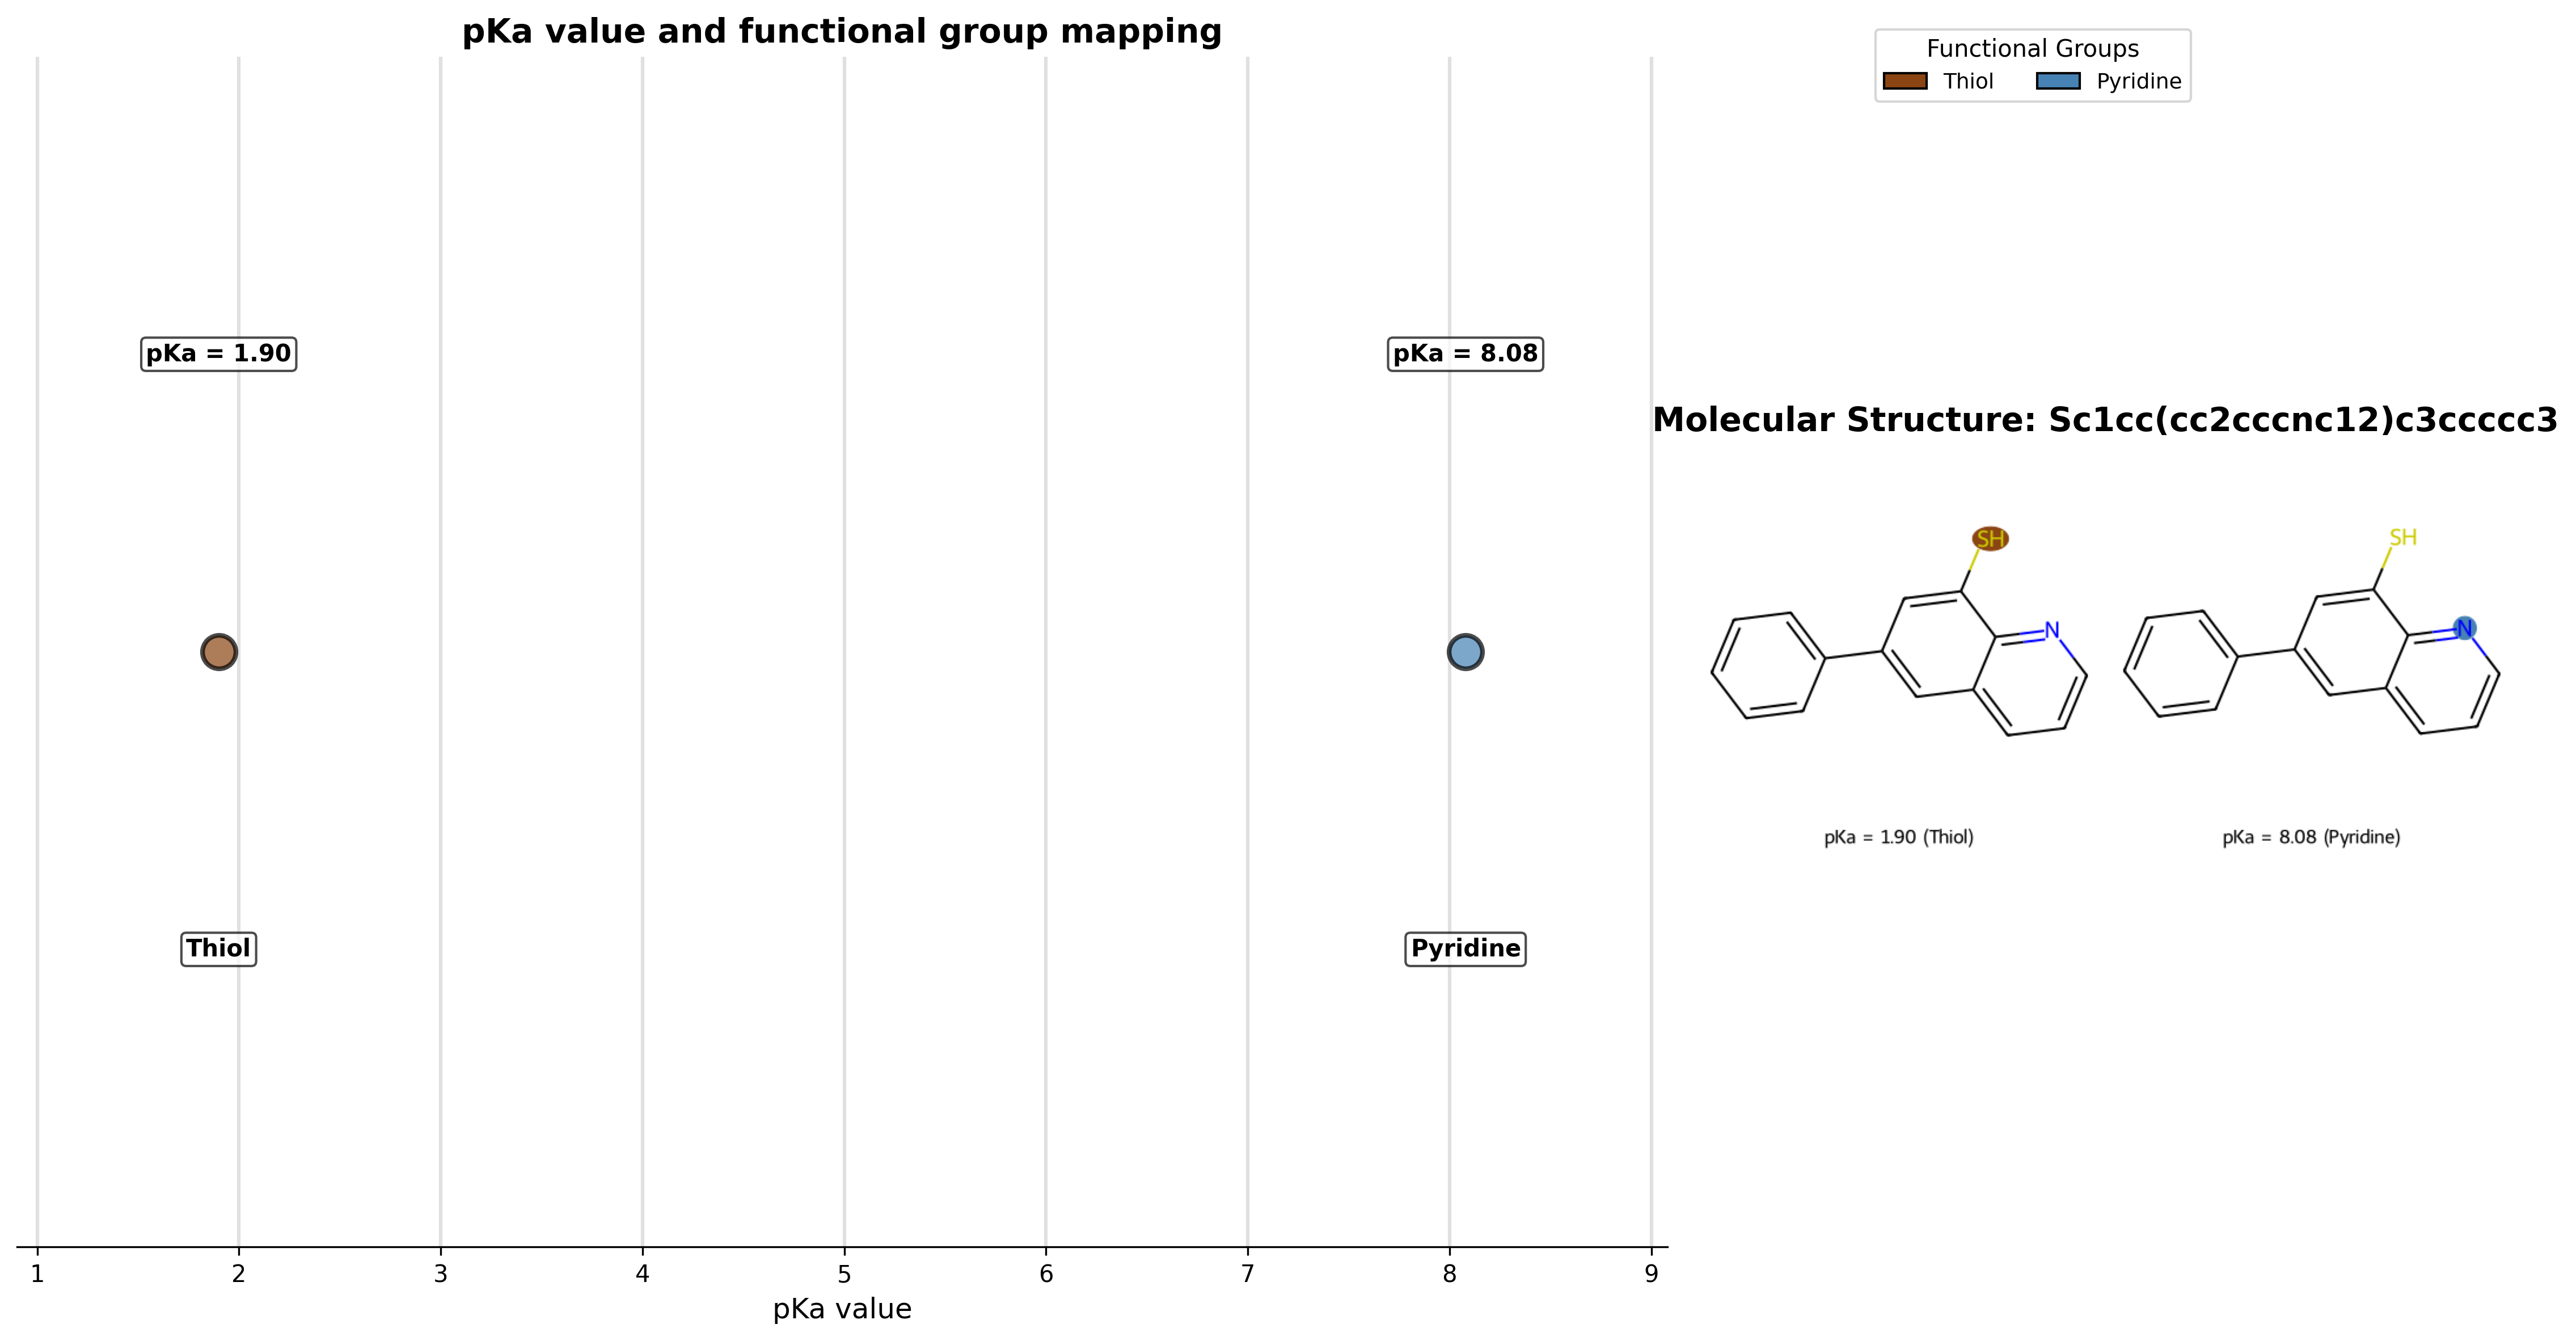 pKa value and functional group mapping
Functional Groups
Thiol
Pyridine
pKa = 1.90
pKa = 8.08
Molecular Structure: Sc1cc(cc2cccnc12)c3ccccc3
SH
N
SH
N
pKa = 1.90 (Thiol)
pKa = 8.08 (Pyridine)
Thiol
Pyridine
1 2 3 4 5 6 7 8 9
pKa value